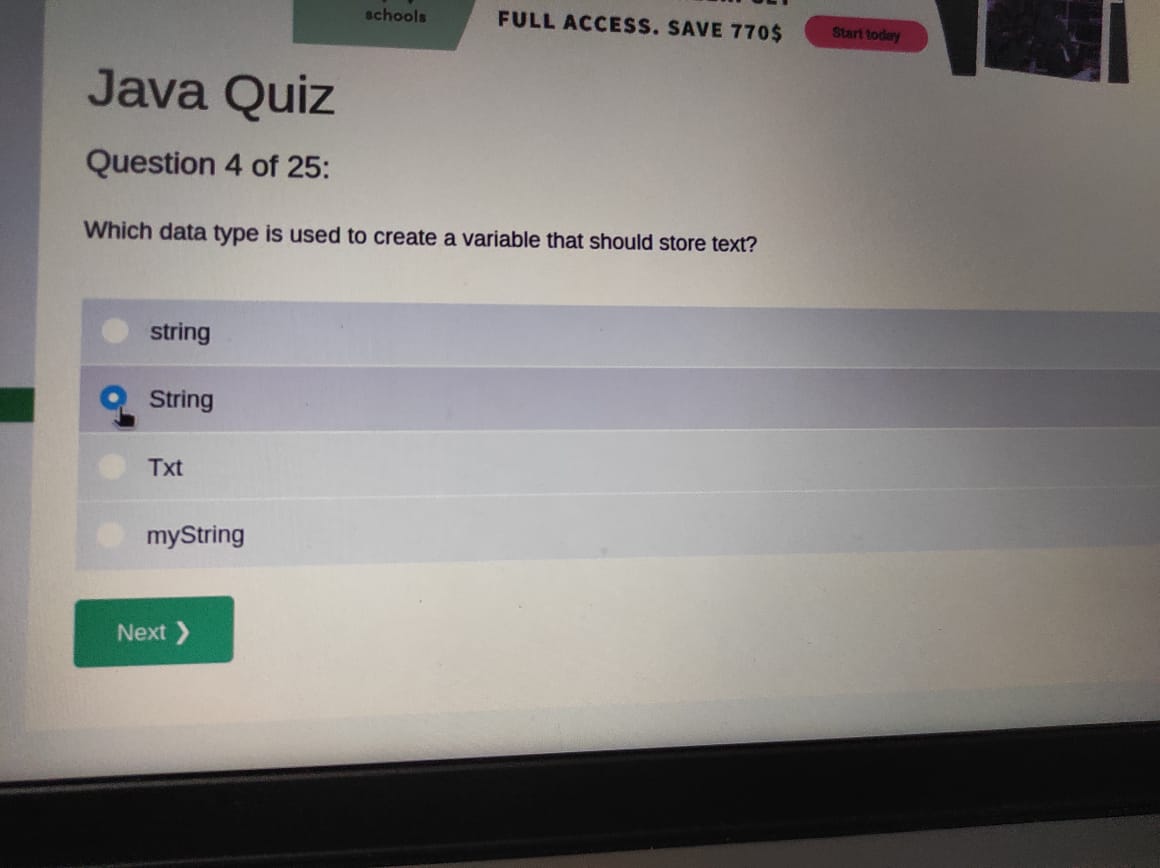 schools
FULL ACCESS. SAVE 770$
Start today
Java Quiz
Question 4 of 25:
Which data type is used to create a variable that should store text?
string
String
Txt
myString
Next ❯